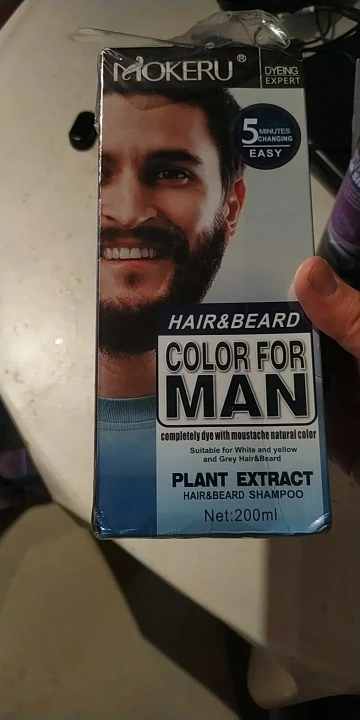 MOKERU®
DYEING
EXPERT
5 MINUTES
CHANGING
EASY
HAIR&BEARD
COLOR FOR
MAN
completely dye with moustache natural color
Suitable for White and yellow
and Grey Hair&Beard
PLANT EXTRACT
HAIR&BEARD SHAMPOO
Net:200ml